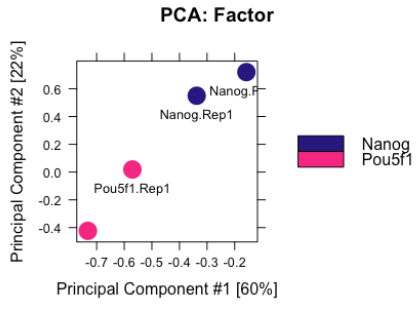 PCA: Factor
Principal Component #2 [22%]
0.6
0.4
0.2
0.0
-0.2
-0.4
Nanog.R
Nanog.Rep1
Pou5f1.Rep1
-0.7 -0.6 -0.5 -0.4 -0.3 -0.2
Principal Component #1 [60%]
Nanog
Pou5f1